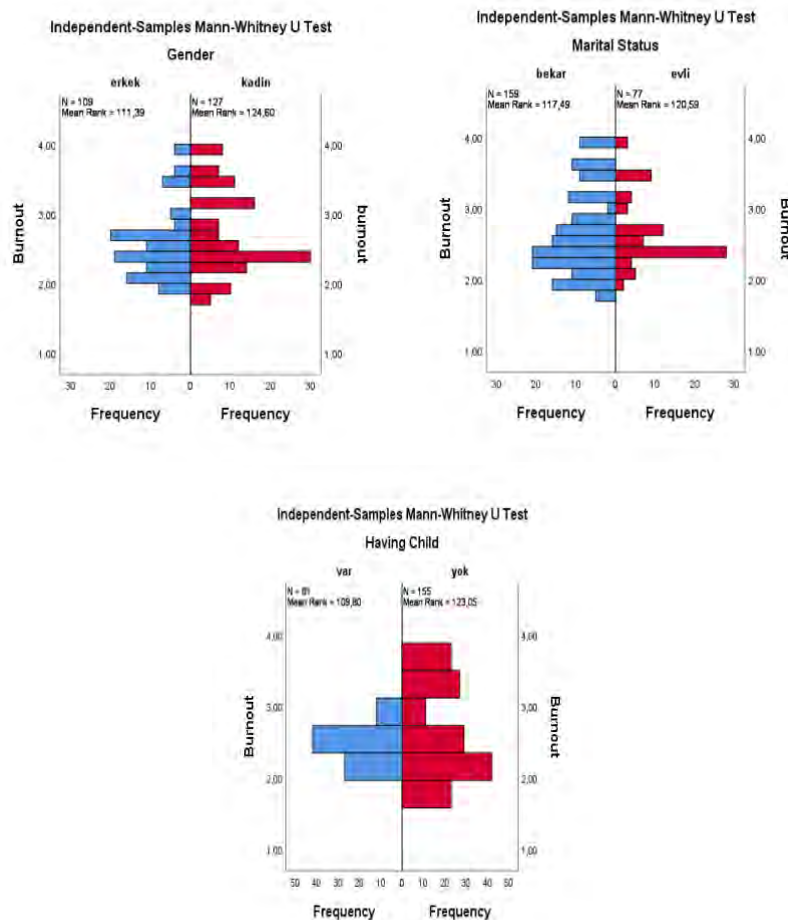 Independent-Samples Mann-Whitney U Test
Gender
erkek kadin
N = 109 N = 127
Mean Rank = 111,39 Mean Rank = 124,60
4,00 4,00
3,00 3,00
2,00 2,00
1,00 1,00
Burnout burnout
30 20 10 0 10 20 30
Frequency Frequency
Independent-Samples Mann-Whitney U Test
Marital Status
bekar evli
N = 159 N = 77
Mean Rank = 117,49 Mean Rank = 120,59
4,00 4,00
3,00 3,00
2,00 2,00
1,00 1,00
Burnout Burnout
30 20 10 0 10 20 30
Frequency Frequency
Independent-Samples Mann-Whitney U Test
Having Child
var yok
N = 81 N = 155
Mean Rank = 109,80 Mean Rank = 123,05
4,00 4,00
3,00 3,00
2,00 2,00
1,00 1,00
Burnout Burnout
50 40 30 20 10 0 10 20 30 40 50
Frequency Frequency